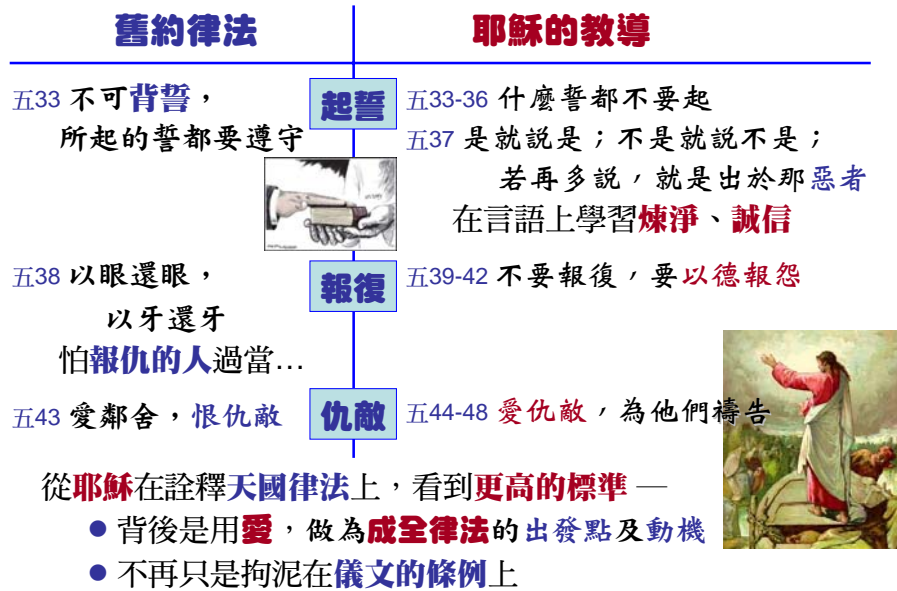 舊約律法 耶穌的教導
五33 不可背誓， 起誓 五33-36 什麼誓都不要起
所起的誓都要遵守 五37 是就說是；不是就說不是；
若再多說，就是出於那惡者
在言語上學習煉淨、誠信
五38 以眼還眼， 報復 五39-42 不要報復，要以德報怨
以牙還牙
怕報仇的人過當…
五43 愛鄰舍，恨仇敵 仇敵 五44-48 愛仇敵，為他們禱告
從耶穌在詮釋天國律法上，看到更高的標準 —
● 背後是用愛，做為成全律法的出發點及動機
● 不再只是拘泥在儀文的條例上